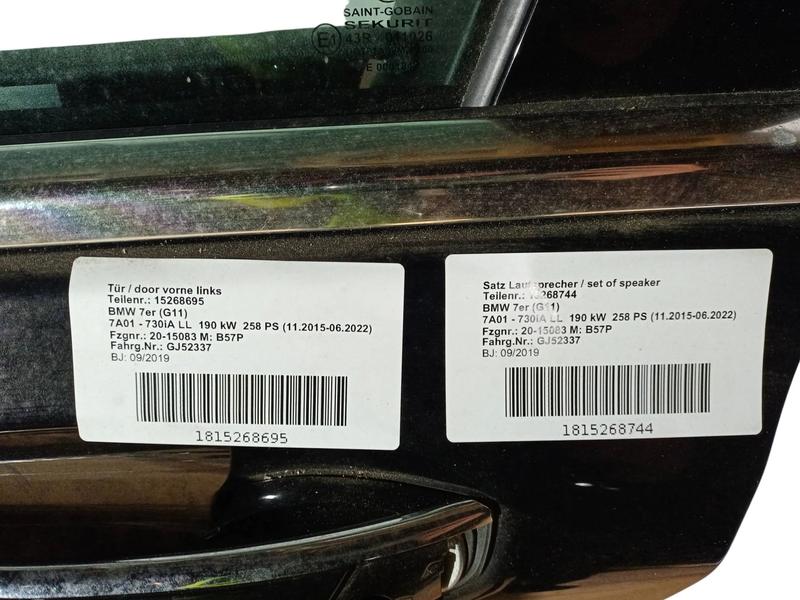 SAINT-GOBAIN
SEKURIT
E1
Tür / door vorne links
Teilenr.: 15268695
BMW 7er (G11)
7A01 - 730iA LL 190 kW 258 PS (11.2015-06.2022)
Fzgnr.: 20-15083 M: B57P
Fahrg.Nr.: GJ52337
BJ: 09/2019
1815268695
Satz Lautsprecher / set of speaker
Teilenr.: 15268744
BMW 7er (G11)
7A01 - 730iA LL 190 kW 258 PS (11.2015-06.2022)
Fzgnr.: 20-15083 M: B57P
Fahrg.Nr.: GJ52337
BJ: 09/2019
1815268744